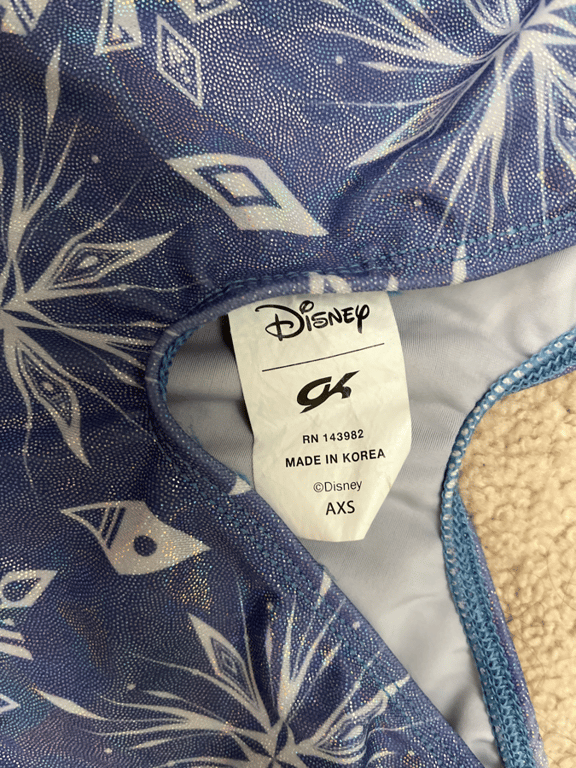 Disney
GK
RN 143982
MADE IN KOREA
©Disney
AXS